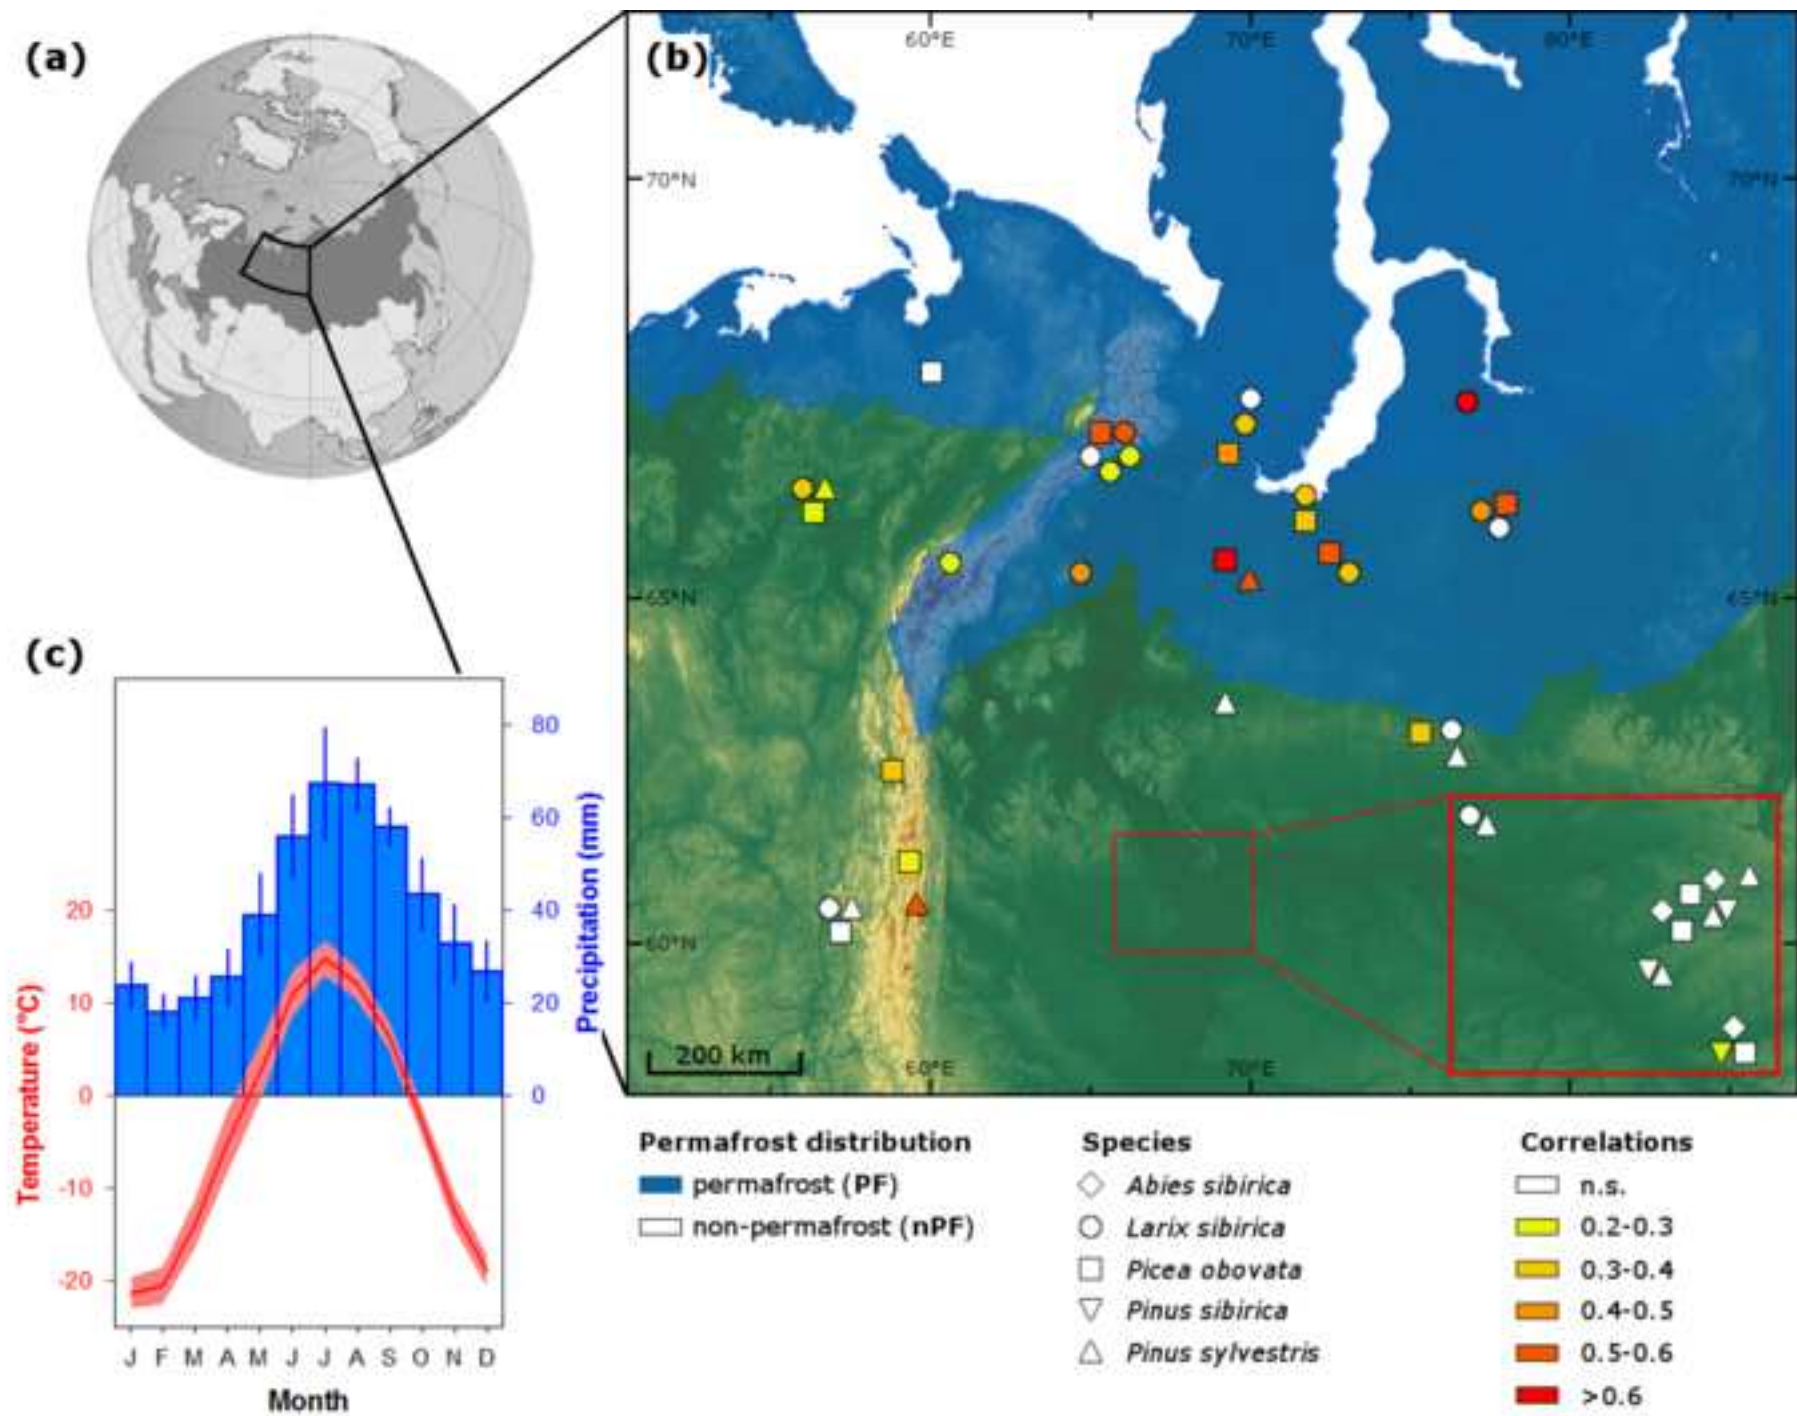 (a)
(b)
60°E
70°E
80°E
70°N
70°N
65°N
65°N
60°N
200 km
60°E
70°E
(c)
80
60
40
20
0
Precipitation (mm)
20
10
0
-10
-20
Temperature (°C)
J F M A M J J A S O N D
Month
Permafrost distribution
permafrost (PF)
non-permafrost (nPF)
Species
Abies sibirica
Larix sibirica
Picea obovata
Pinus sibirica
Pinus sylvestris
Correlations
n.s.
0.2-0.3
0.3-0.4
0.4-0.5
0.5-0.6
>0.6